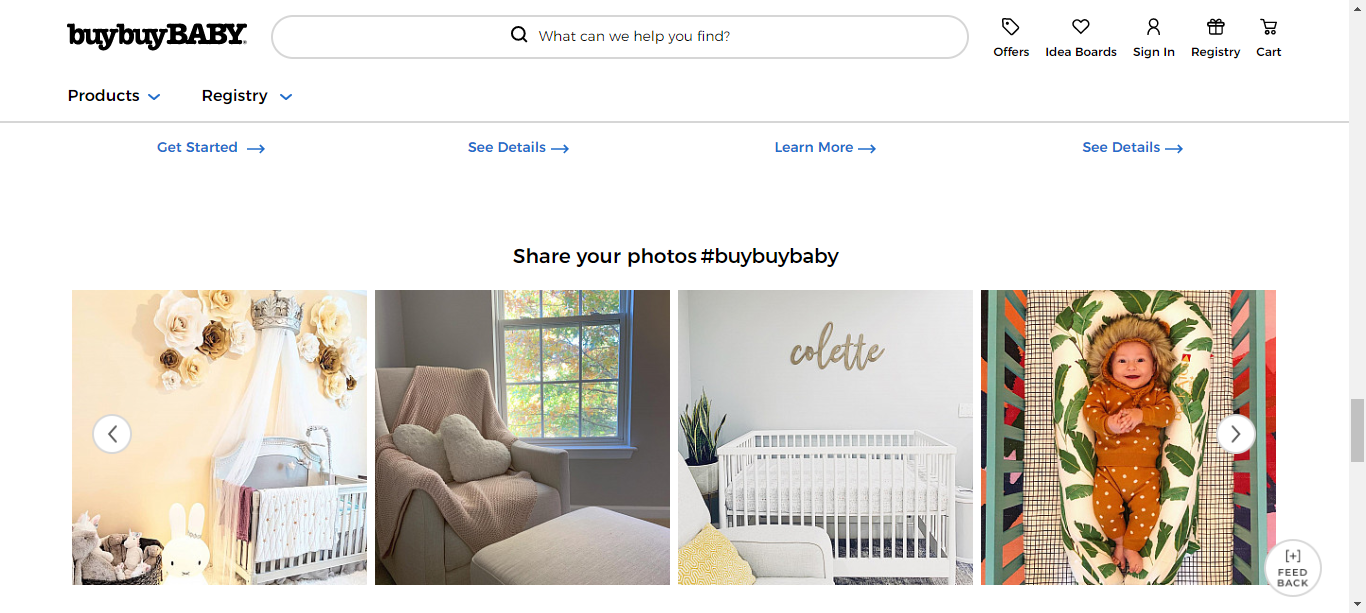 buybuyBABY
What can we help you find?
Offers
Idea Boards
Sign In
Registry
Cart
Products
Registry
Get Started
See Details
Learn More
See Details
Share your photos #buybuybaby
colette
[+]
FEED
BACK